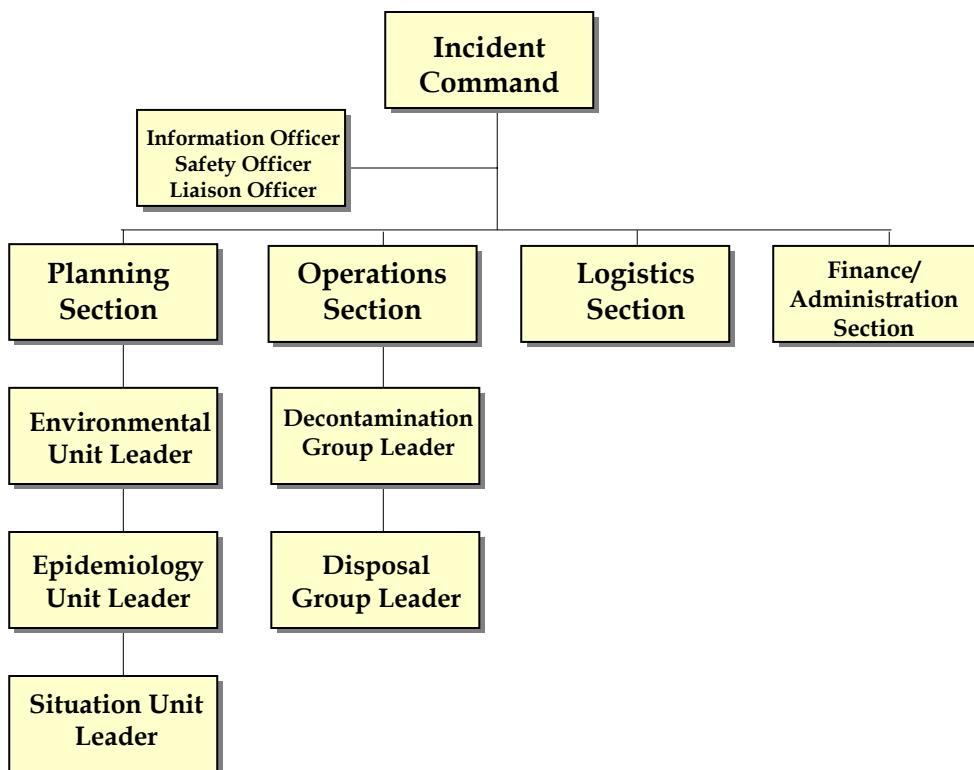 Incident
Command
Information Officer
Safety Officer
Liaison Officer
Planning
Section
Operations
Section
Logistics
Section
Finance/
Administration
Section
Environmental
Unit Leader
Decontamination
Group Leader
Epidemiology
Unit Leader
Disposal
Group Leader
Situation Unit
Leader